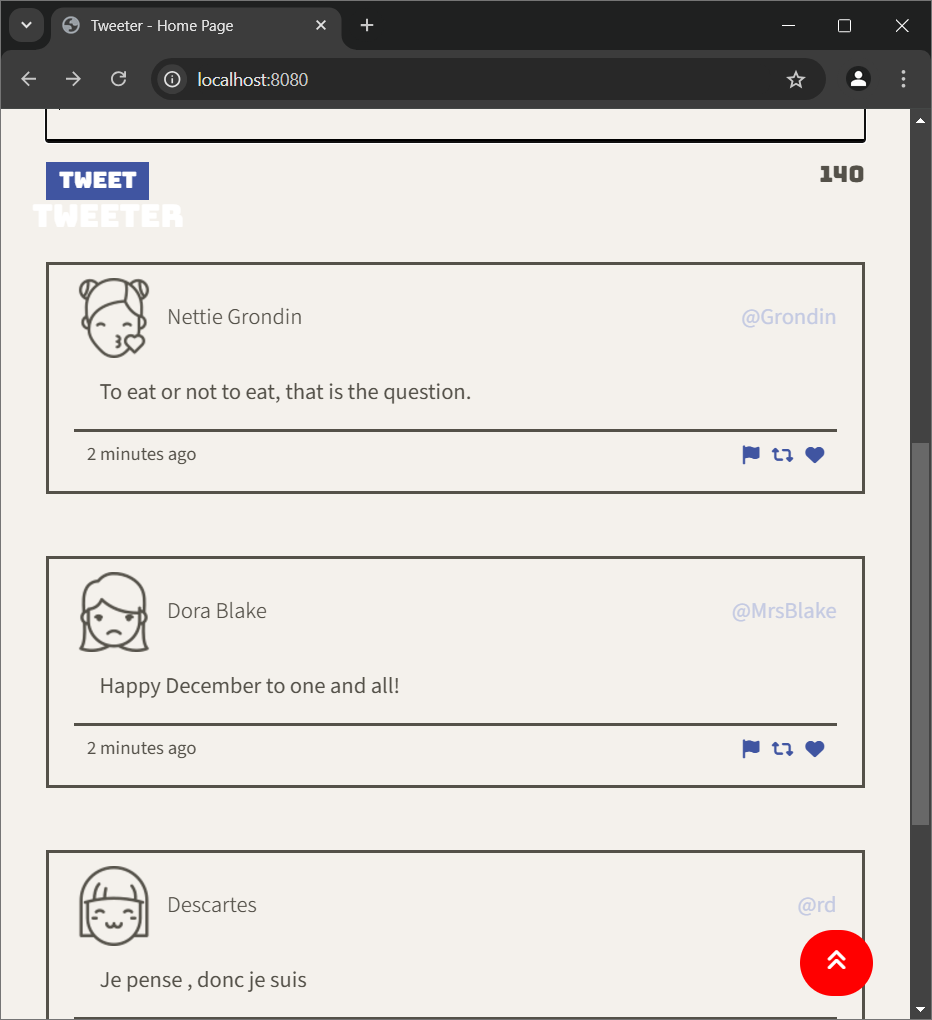 Tweeter - Home Page
localhost:8080
TWEET 140
TWEETER
Nettie Grondin @Grondin
To eat or not to eat, that is the question.
2 minutes ago
Dora Blake @MrsBlake
Happy December to one and all!
2 minutes ago
Descartes @rd
Je pense , donc je suis